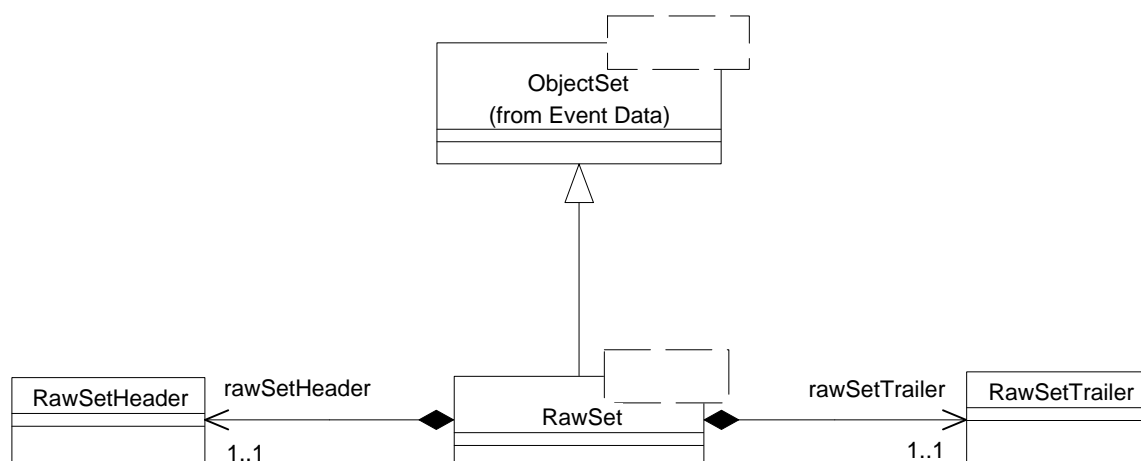 ObjectSet
(from Event Data)
RawSetHeader
rawSetHeader
RawSet
rawSetTrailer
RawSetTrailer
1..1
1..1